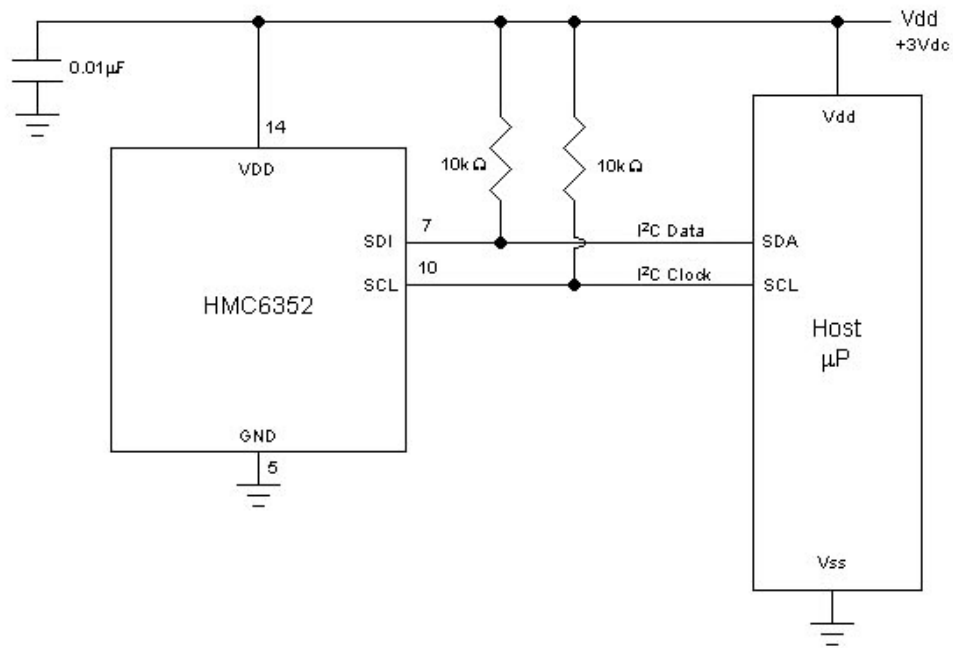 Vdd
+3Vdc
0.01µF
14
Vdd
VDD
10kΩ
10kΩ
7
I²C Data
SDI
SDA
10
I²C Clock
SCL
SCL
HMC6352
Host
µP
GND
5
Vss